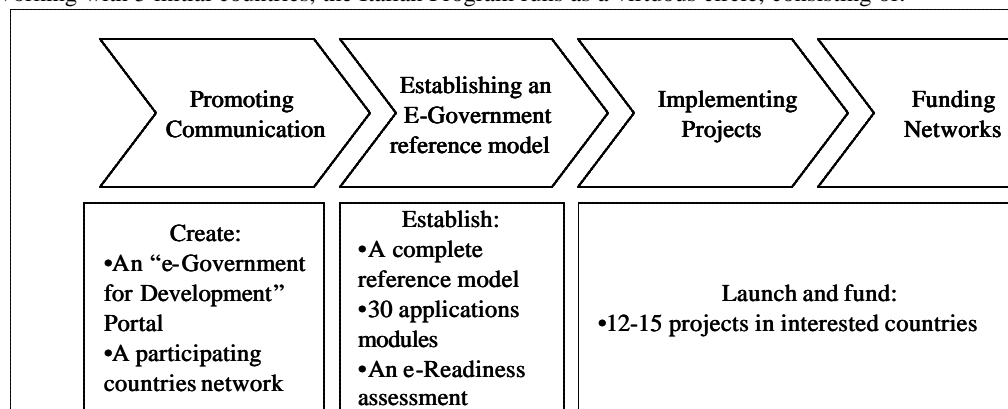 Working with 5 initial countries, the Italian Program runs as a virtuous circle, consisting of:
Promoting
Communication
Establishing an
E-Government
reference model
Implementing
Projects
Funding
Networks
Create:
•An “e-Government
for Development”
Portal
•A participating
countries network
Establish:
•A complete
reference model
•30 applications
modules
•An e-Readiness
assessment
Launch and fund:
•12-15 projects in interested countries